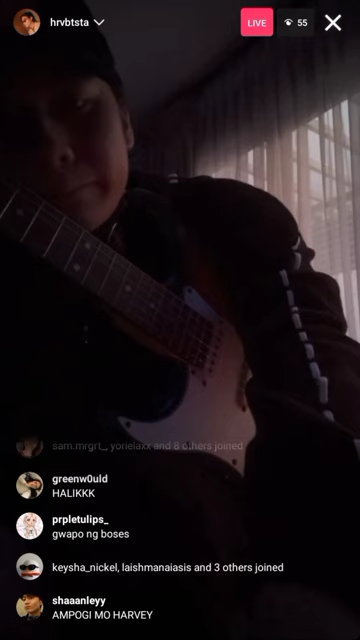 hrvbtsta
LIVE
55
sam.mrgrt_, yonelaxx and 8 others joined
greenw0uld
HALIKKK
prpletulips_
gwapo ng boses
keysha_nickel, laishmanaiasis and 3 others joined
shaaanleyy
AMPOGI MO HARVEY